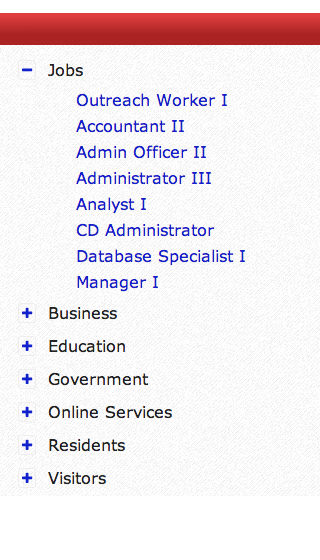 Jobs
Outreach Worker I
Accountant II
Admin Officer II
Administrator III
Analyst I
CD Administrator
Database Specialist I
Manager I
Business
Education
Government
Online Services
Residents
Visitors